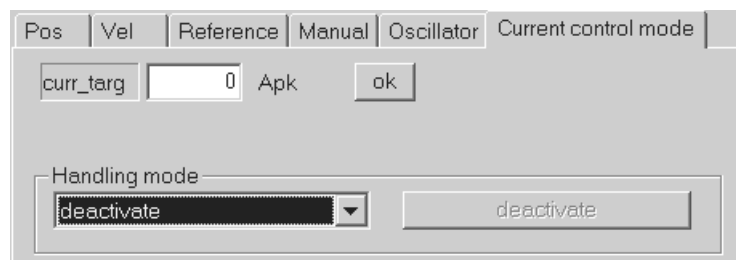 Pos Vel Reference Manual Oscillator Current control mode
curr_targ 0 Apk ok
Handling mode
deactivate deactivate